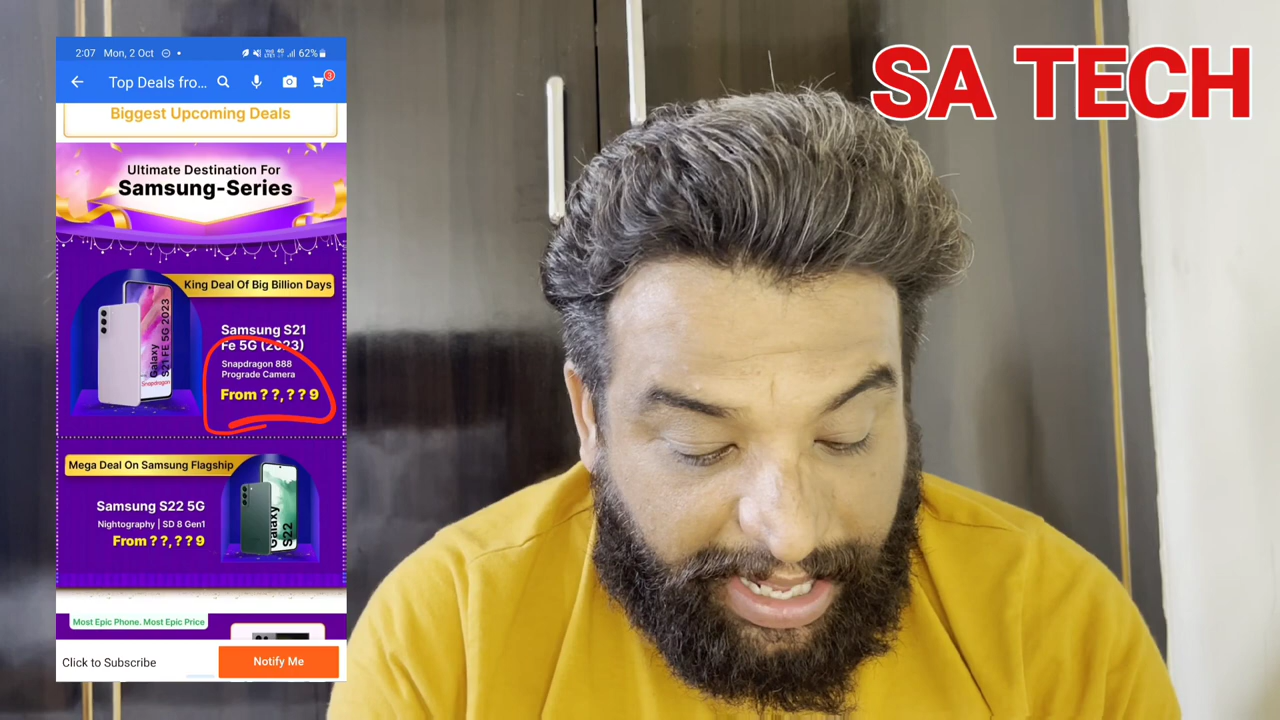 2:07 Mon, 2 Oct
62%
Top Deals fro...
3
Biggest Upcoming Deals
Ultimate Destination For
Samsung-Series
King Deal Of Big Billion Days
Galaxy
S21 FE 5G 2023
Snapdragon
Samsung S21
Fe 5G (2023)
Snapdragon 888
Prograde Camera
From ??,??9
Mega Deal On Samsung Flagship
Samsung S22 5G
Nightography | SD 8 Gen1
From ??,??9
Galaxy
S22
Most Epic Phone. Most Epic Price
Click to Subscribe
Notify Me
SA TECH